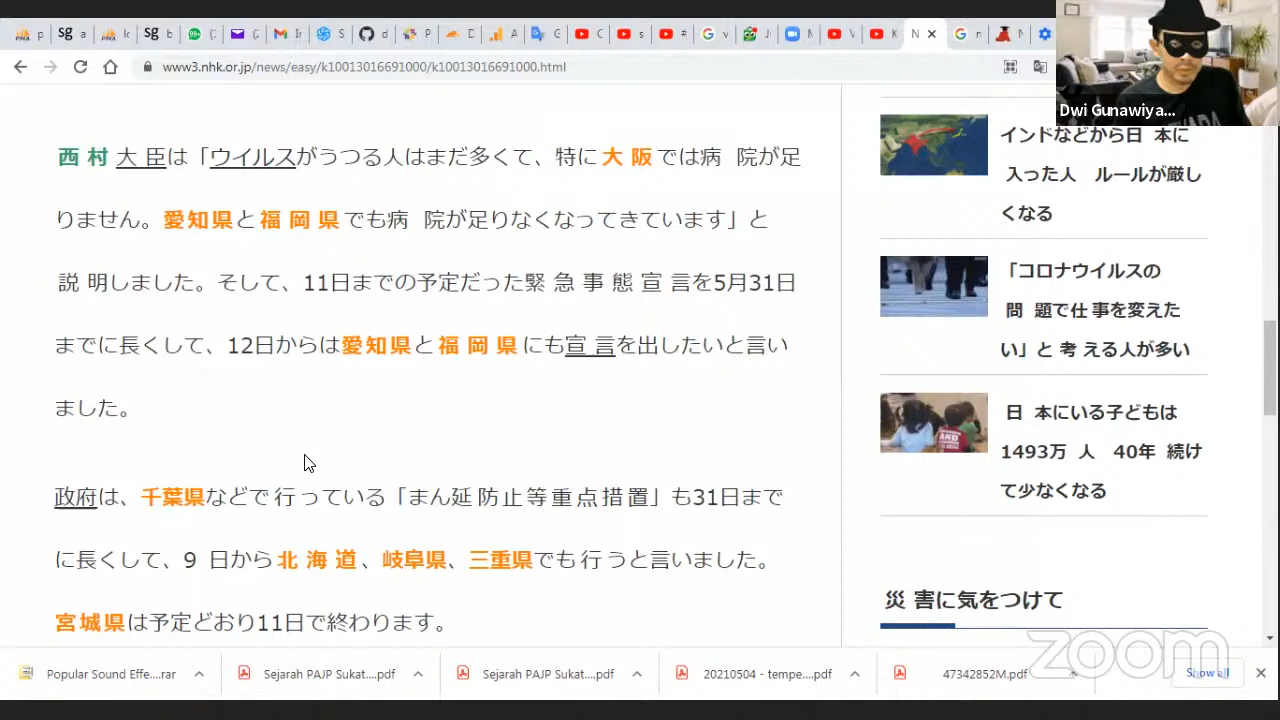 p
a
lc
b
(
(
Ir
S
d
P
D
A
G
C
s
#
v
J
M
V
K
N
n
N
www3.nhk.or.jp/news/easy/k10013016691000/k10013016691000.html
Dwi Gunawiya...
西村大臣は「ウイルスがうつる人はまだ多くて、特に大阪では病院が足
りません。愛知県と福岡県でも病院が足りなくなってきています」と
説明しました。そして、11日までの予定だった緊急事態宣言を5月31日
までに長くして、12日からは愛知県と福岡県にも宣言を出したいと言い
ました。
政府は、千葉県などで行っている「まん延防止等重点措置」も31日まで
に長くして、9日から北海道、岐阜県、三重県でも行うと言いました。
宮城県は予定どおり11日で終わります。
インドなどから日本に
入った人 ルールが厳し
くなる
「コロナウイルスの
問題で仕事を変えた
い」と考える人が多い
日本にいる子どもは
1493万人 40年続け
て少なくなる
災害に気をつけて
zoom
Popular Sound Effe....rar
Sejarah PAJP Sukat....pdf
Sejarah PAJP Sukat....pdf
20210504 - tempe....pdf
47342852M.pdf
Show all